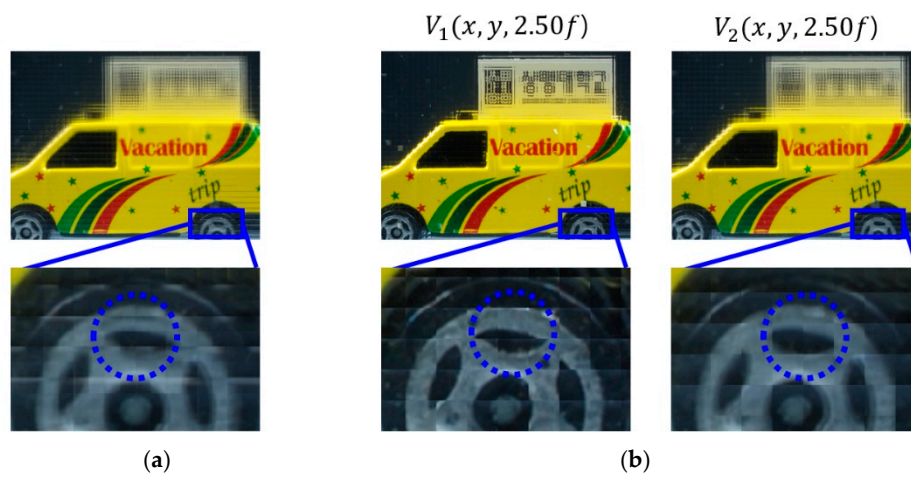 V₁(x, y, 2.50f)
V₂(x, y, 2.50f)
Vacation
trip
Vacation
trip
Vacation
trip
(a)
(b)